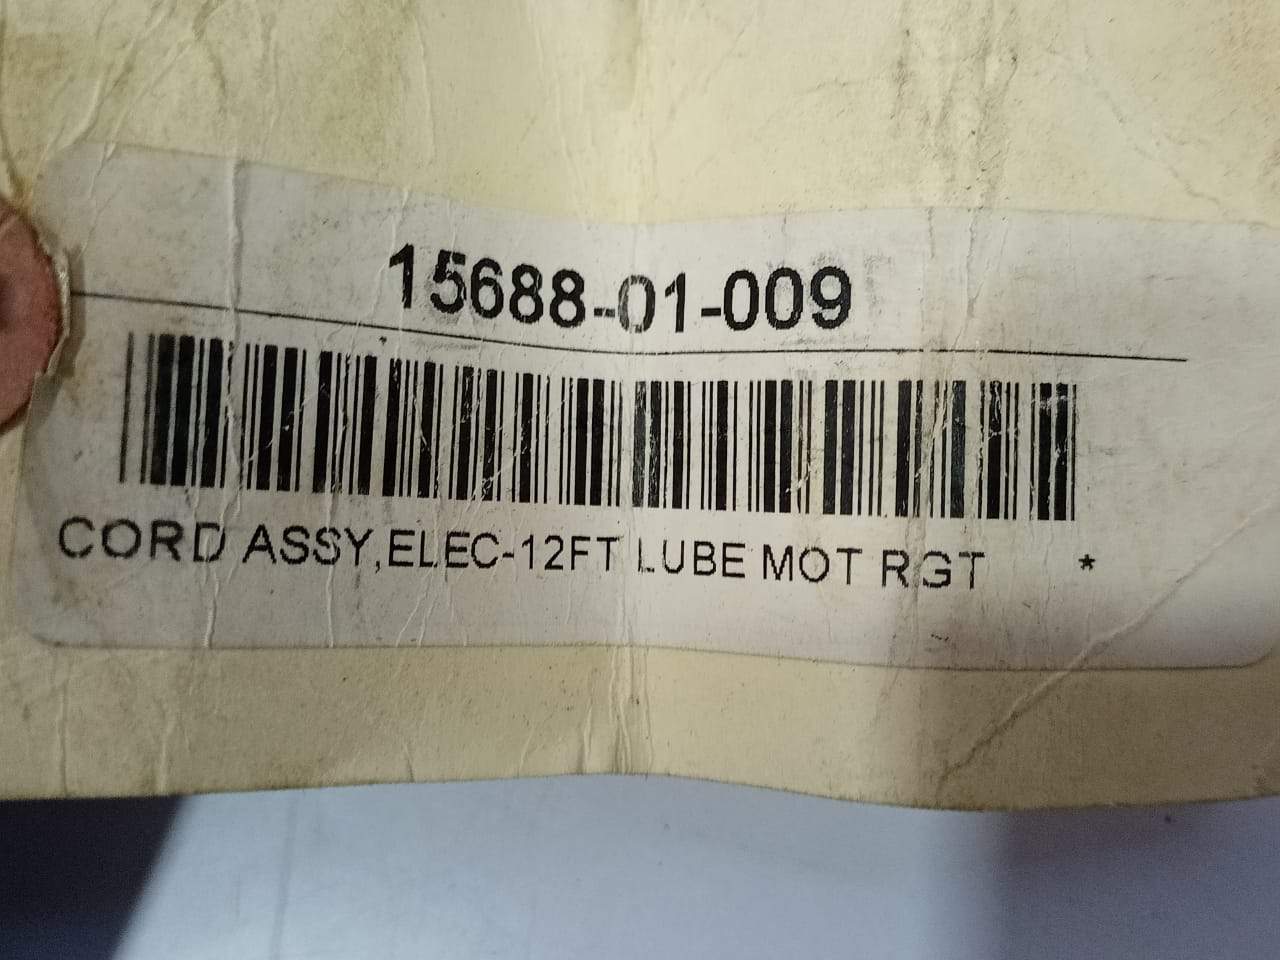 15688-01-009
CORD ASSY,ELEC-12FT LUBE MOT RGT *